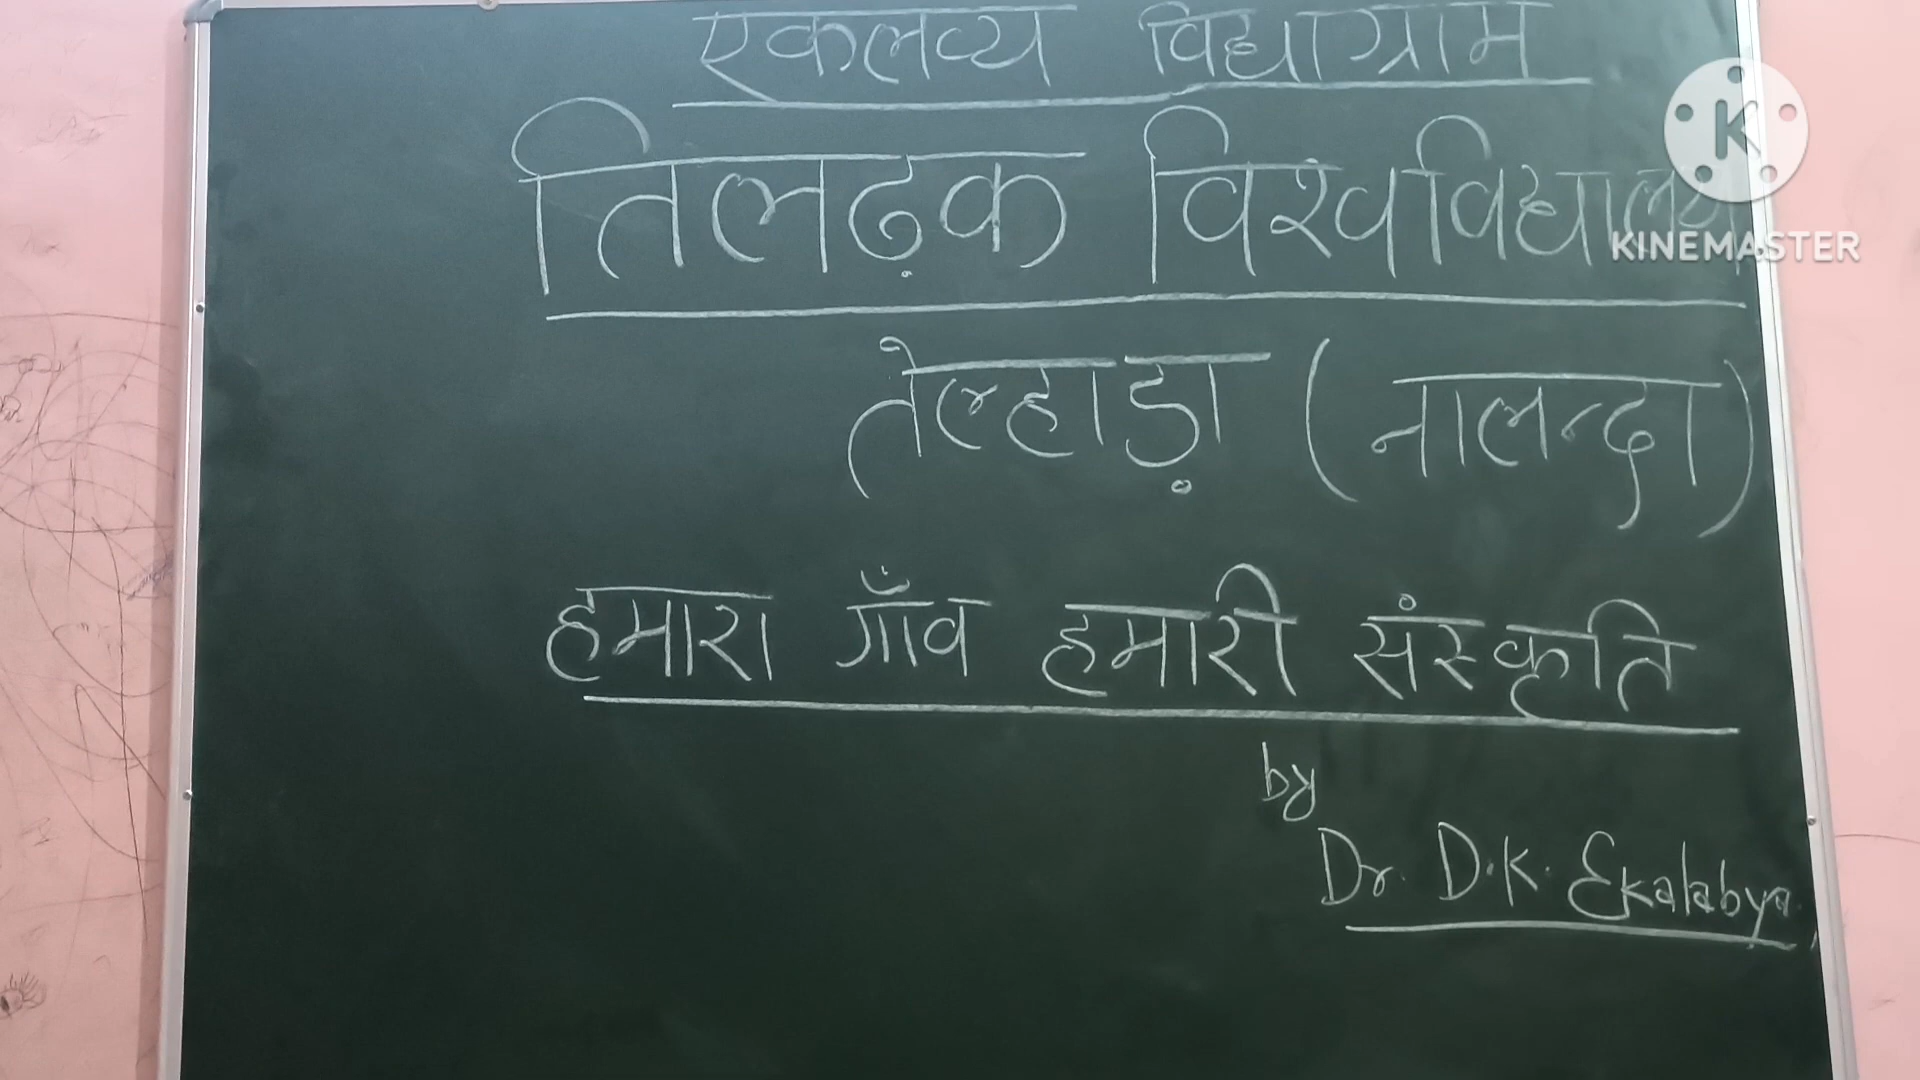 एकलव्य विद्याग्राम
तिलढ़क विश्वविद्यालय
तेल्हाड़ा (नालन्दा)
हमारा गाँव हमारी संस्कृति
by
Dr. D.K. Ekalabya
K
KINEMASTER